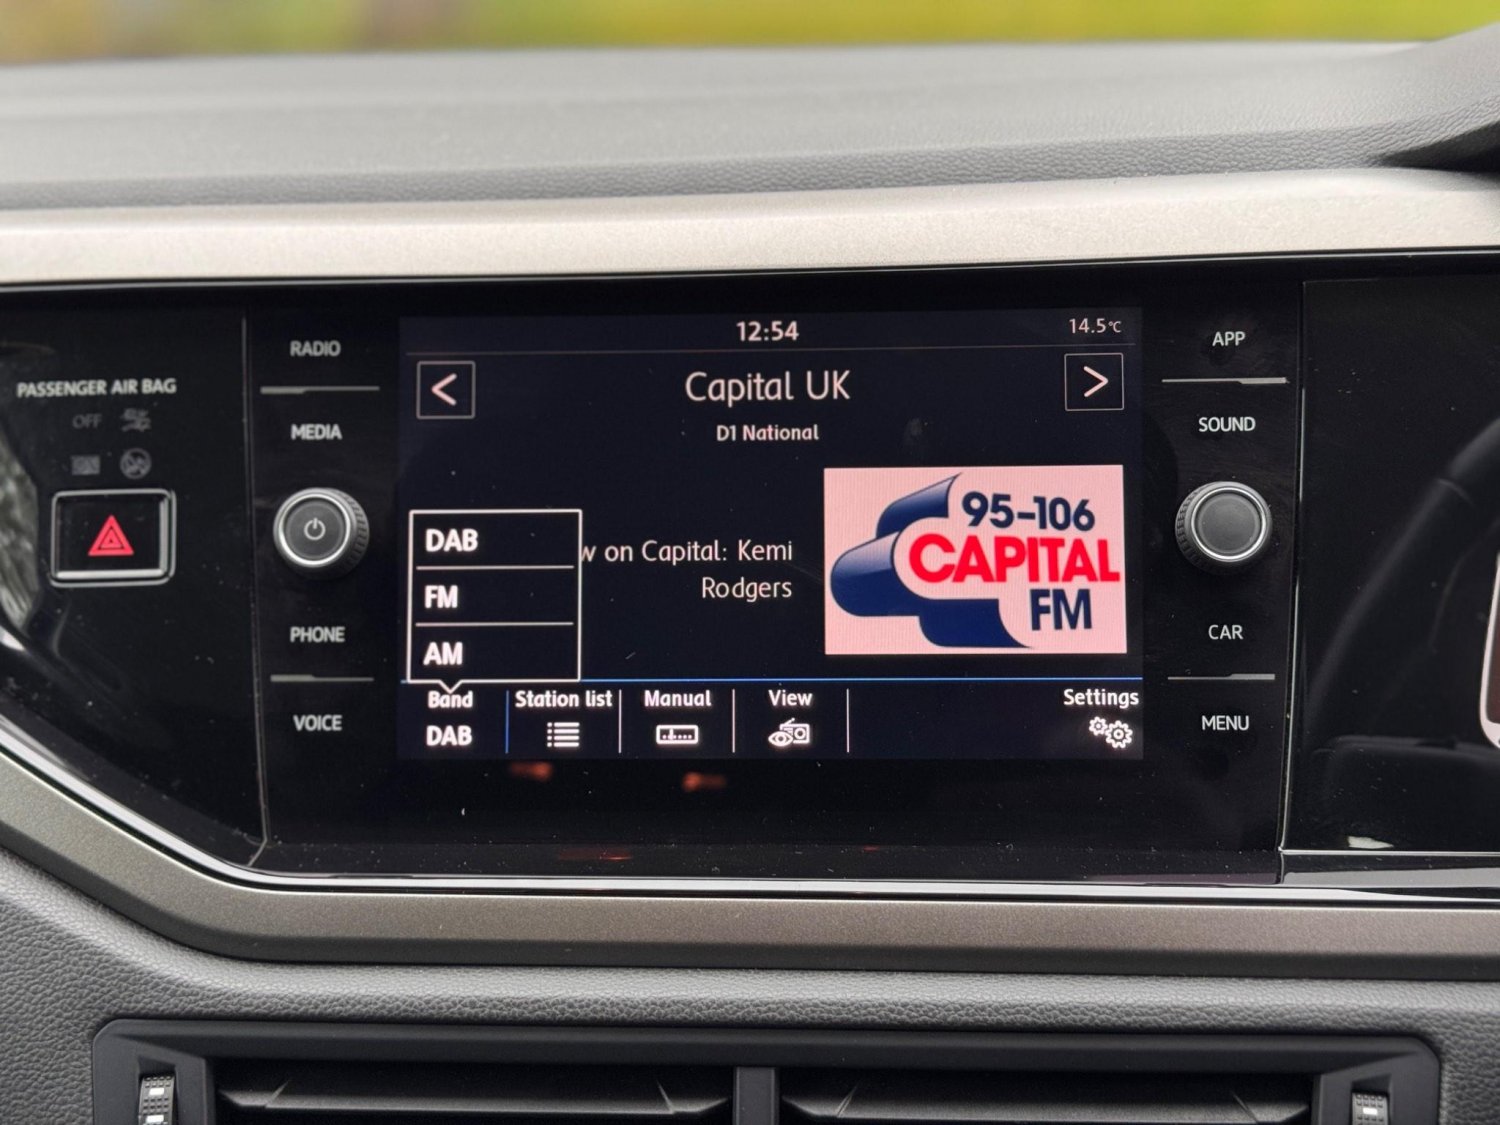 PASSENGER AIR BAG
OFF
ON
RADIO
MEDIA
PHONE
VOICE
12:54
14.5°C
<
Capital UK
>
D1 National
DAB
FM
AM
w on Capital: Kemi
Rodgers
95-106
CAPITAL
FM
Band
DAB
Station list
Manual
View
Settings
APP
SOUND
CAR
MENU